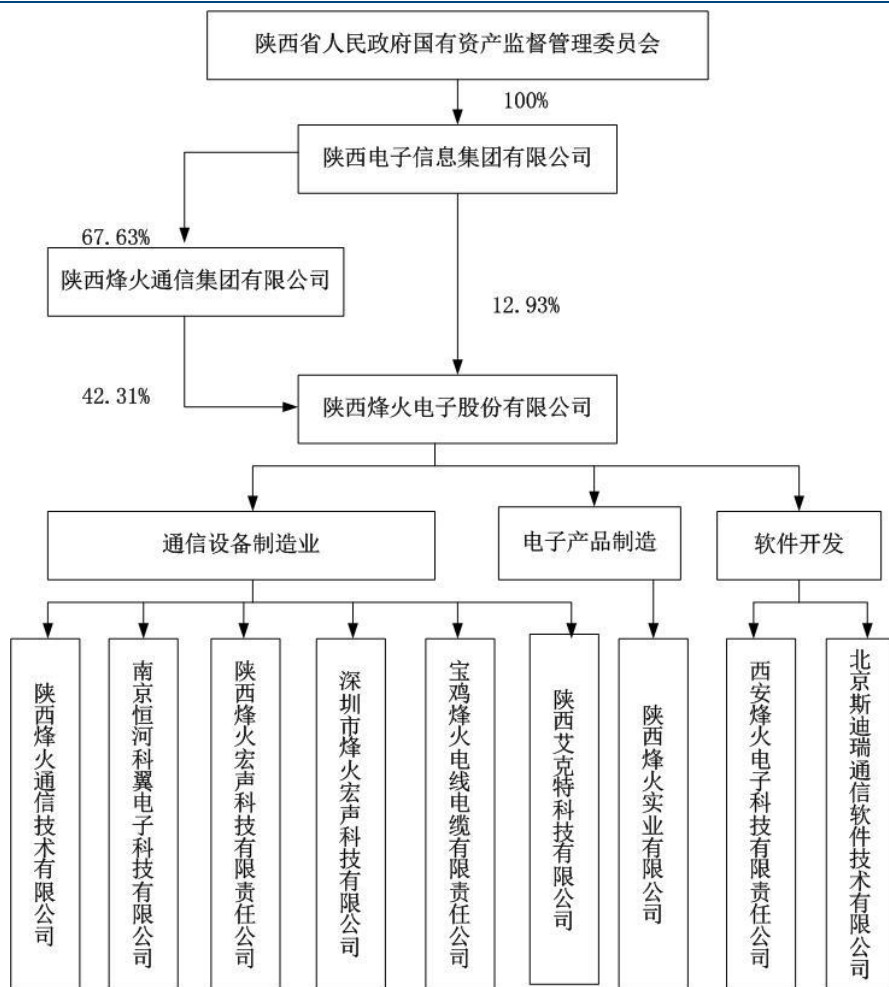 陕西省人民政府国有资产监督管理委员会
100%
陕西电子信息集团有限公司
67.63%
陕西烽火通信集团有限公司
12.93%
42.31%
陕西烽火电子股份有限公司
通信设备制造业
电子产品制造
软件开发
陕西烽火通信技术有限公司
南京恒河科翼电子科技有限公司
陕西烽火宏声科技有限责任公司
深圳市烽火宏声科技有限公司
宝鸡烽火电线电缆有限责任公司
陕西艾克特科技有限公司
陕西烽火实业有限公司
西安烽火电子科技有限责任公司
北京斯迪瑞通信软件技术有限公司